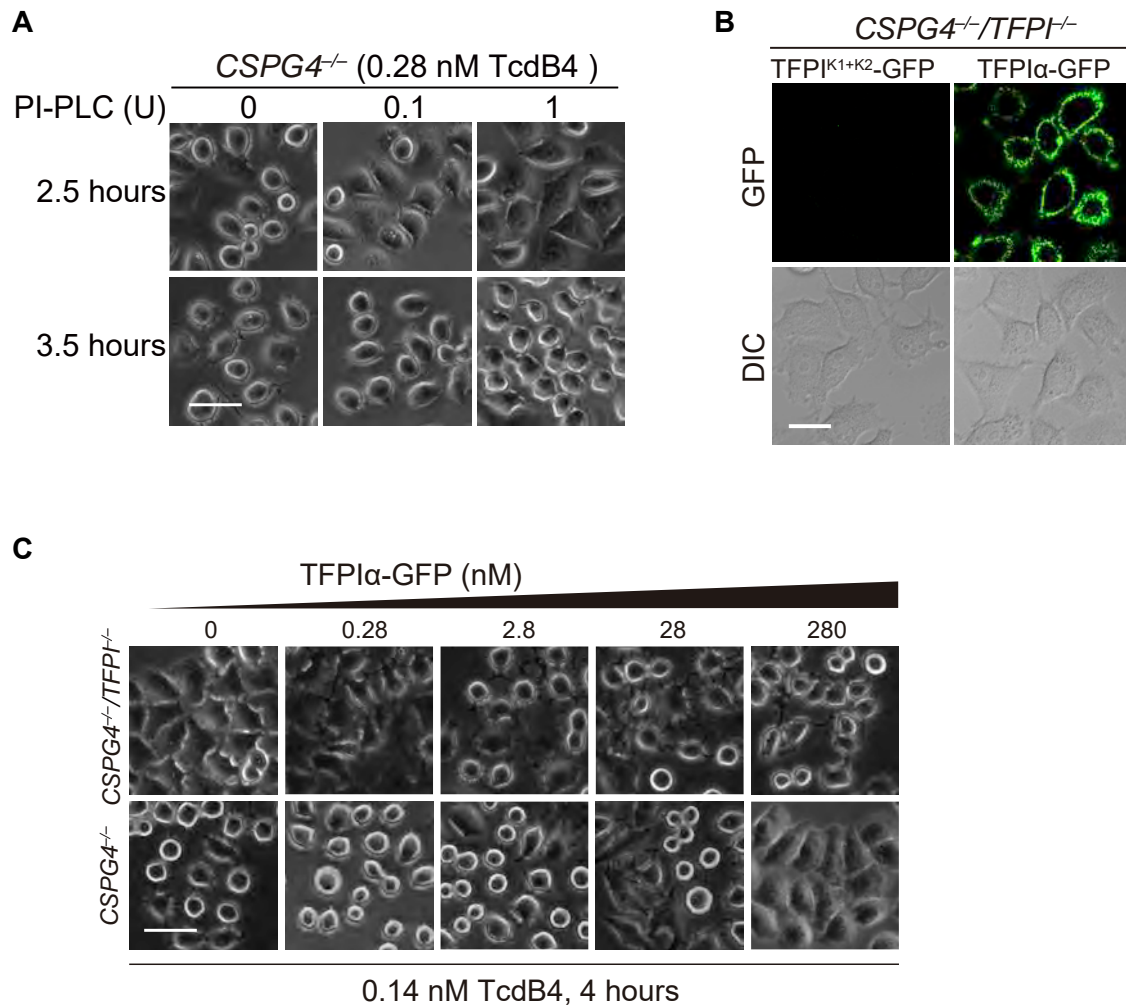 A
CSPG4–/– (0.28 nM TcdB4 )
PI-PLC (U) 0 0.1 1
2.5 hours
3.5 hours
B
CSPG4–/–/TFPI–/–
TFPIK1+K2-GFP TFPIα-GFP
GFP
DIC
C
TFPIα-GFP (nM)
0 0.28 2.8 28 280
CSPG4–/–/TFPI–/–
CSPG4–/–
0.14 nM TcdB4, 4 hours